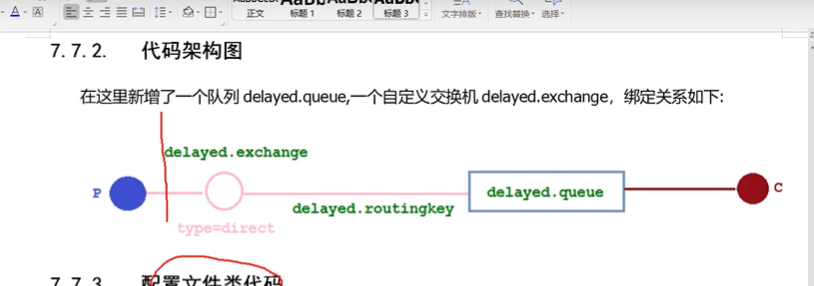 正文 标题 1 标题 2 标题 3 文字排版 查找替换 选择
7.7.2. 代码架构图
在这里新增了一个队列 delayed.queue,一个自定义交换机 delayed.exchange，绑定关系如下:
delayed.exchange
P delayed.queue C
delayed.routingkey
type=direct
7.7.3 配置文件类代码